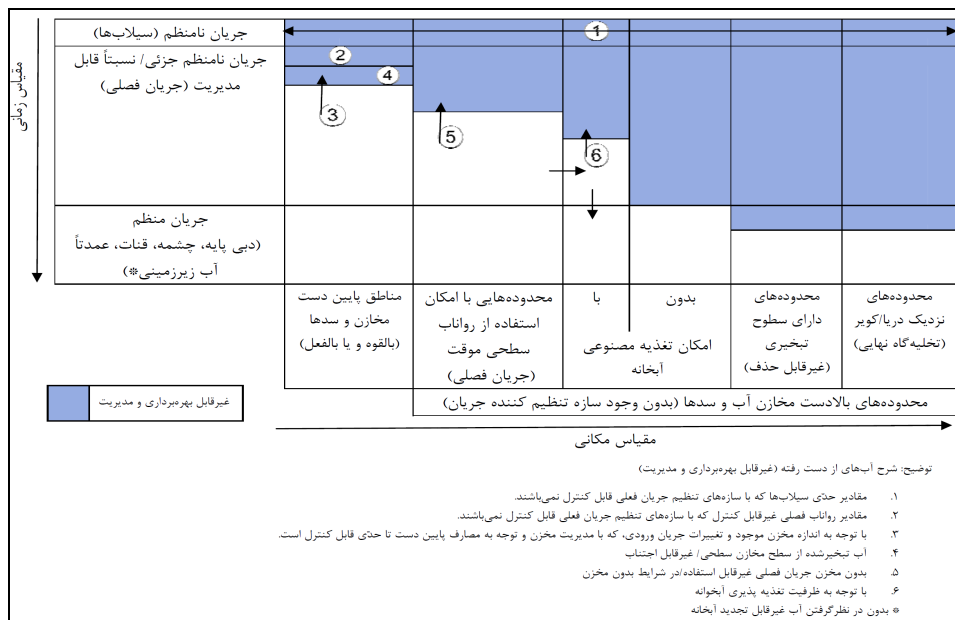 مقیاس زمانی
جریان نامنظم (سیلاب‌ها)
1
جریان نامنظم جزئی/ نسبتاً قابل
مدیریت (جریان فصلی)
2
4
3
5
6
جریان منظم
(دبی پایه، چشمه، قنات، عمدتاً
آب زیرزمینی*)
مناطق پایین دست
مخازن و سدها
(بالقوه و یا بالفعل)
محدوده‌هایی با امکان
استفاده از رواناب
سطحی موقت
(جریان فصلی)
با
بدون
امکان تغذیه مصنوعی
آبخانه
محدوده‌های
دارای سطوح
تبخیری
(غیرقابل حذف)
محدوده‌های
نزدیک دریا/کویر
(تخلیه‌گاه نهایی)
غیرقابل بهره‌برداری و مدیریت
محدوده‌های بالادست مخازن آب و سدها (بدون وجود سازه تنظیم کننده جریان)
مقیاس مکانی
توضیح: شرح آب‌های از دست رفته (غیرقابل بهره‌برداری و مدیریت)
۱. مقادیر حدّی سیلاب‌ها که با سازه‌های تنظیم جریان فعلی قابل کنترل نمی‌باشند.
۲. مقادیر رواناب فصلی غیرقابل کنترل که با سازه‌های تنظیم جریان فعلی قابل کنترل نمی‌باشند.
۳. با توجه به اندازه مخزن موجود و تغییرات جریان ورودی، که با مدیریت مخزن و توجه به مصارف پایین دست تا حدّی قابل کنترل است.
۴. آب تبخیرشده از سطح مخازن سطحی/ غیرقابل اجتناب
۵. بدون مخزن جریان فصلی غیرقابل استفاده/در شرایط بدون مخزن
۶. با توجه به ظرفیت تغذیه پذیری آبخوانه
* بدون در نظرگرفتن آب غیرقابل تجدید آبخانه